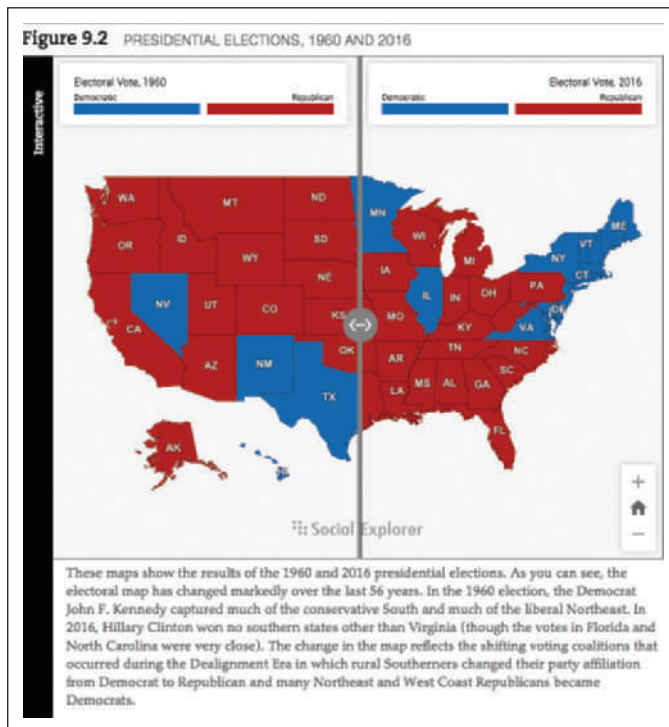 Figure 9.2 PRESIDENTIAL ELECTIONS, 1960 AND 2016
Interactive
Electoral Vote, 1960
Democratic Republican
Electoral Vote, 2016
Democratic Republican
WA
MT
ND
MN
OR
ID
SD
WI
MI
ME
VT
NY
WY
CT
NE
IA
PA
NV
UT
CO
IL
IN
OH
DE
CA
KS
MO
KY
VA
AZ
NM
OK
AR
TN
NC
SC
TX
LA
MS
AL
GA
AK
FL
Social Explorer
+
−
These maps show the results of the 1960 and 2016 presidential elections. As you can see, the
electoral map has changed markedly over the last 56 years. In the 1960 election, the Democrat
John F. Kennedy captured much of the conservative South and much of the liberal Northeast. In
2016, Hillary Clinton won no southern states other than Virginia (though the votes in Florida and
North Carolina were very close). The change in the map reflects the shifting voting coalitions that
occurred during the Dealignment Era in which rural Southerners changed their party affiliation
from Democrat to Republican and many Northeast and West Coast Republicans became
Democrats.